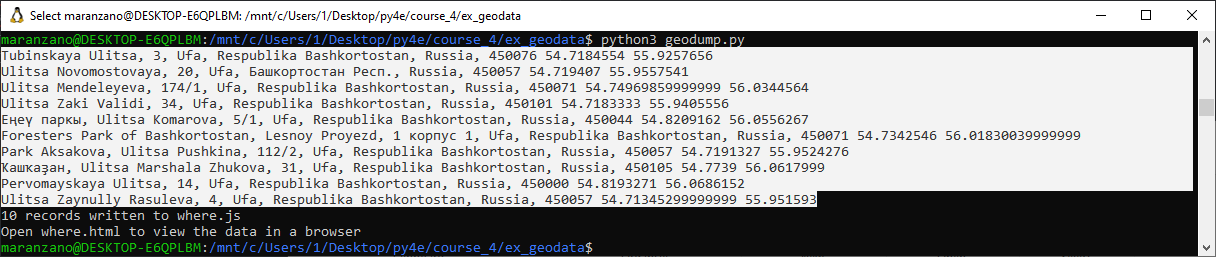 Select maranzano@DESKTOP-E6QPLBM: /mnt/c/Users/1/Desktop/py4e/course_4/ex_geodata
maranzano@DESKTOP-E6QPLBM:/mnt/c/Users/1/Desktop/py4e/course_4/ex_geodata$ python3 geodump.py
Tubinskaya Ulitsa, 3, Ufa, Respublika Bashkortostan, Russia, 450076 54.7184554 55.9257656
Ulitsa Novomostovaya, 20, Ufa, Башкортостан Респ., Russia, 450057 54.719407 55.9557541
Ulitsa Mendeleyeva, 174/1, Ufa, Respublika Bashkortostan, Russia, 450071 54.74969859999999 56.0344564
Ulitsa Zaki Validi, 34, Ufa, Respublika Bashkortostan, Russia, 450101 54.7183333 55.9405556
Еңеү паркы, Ulitsa Komarova, 5/1, Ufa, Respublika Bashkortostan, Russia, 450044 54.8209162 56.0556267
Foresters Park of Bashkortostan, Lesnoy Proyezd, 1 корпус 1, Ufa, Respublika Bashkortostan, Russia, 450071 54.7342546 56.01830039999999
Park Aksakova, Ulitsa Pushkina, 112/2, Ufa, Respublika Bashkortostan, Russia, 450057 54.7191327 55.9524276
Ҡашҡаҙан, Ulitsa Marshala Zhukova, 31, Ufa, Respublika Bashkortostan, Russia, 450105 54.7739 56.0617999
Pervomayskaya Ulitsa, 14, Ufa, Respublika Bashkortostan, Russia, 450000 54.8193271 56.0686152
Ulitsa Zaynully Rasuleva, 4, Ufa, Respublika Bashkortostan, Russia, 450057 54.71345299999999 55.951593
10 records written to where.js
Open where.html to view the data in a browser
maranzano@DESKTOP-E6QPLBM:/mnt/c/Users/1/Desktop/py4e/course_4/ex_geodata$